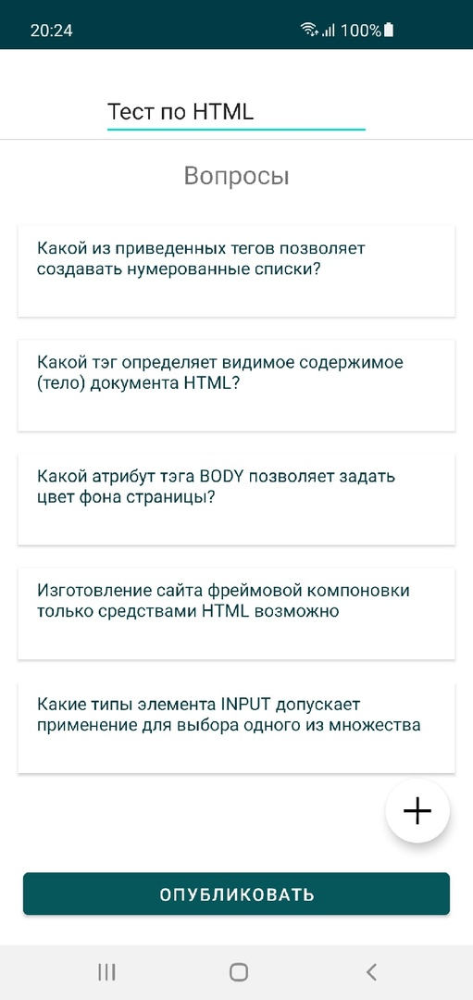 20:24
100%
Тест по HTML
Вопросы
Какой из приведенных тегов позволяет
создавать нумерованные списки?
Какой тэг определяет видимое содержимое
(тело) документа HTML?
Какой атрибут тэга BODY позволяет задать
цвет фона страницы?
Изготовление сайта фреймовой компоновки
только средствами HTML возможно
Какие типы элемента INPUT допускает
применение для выбора одного из множества
ОПУБЛИКОВАТЬ